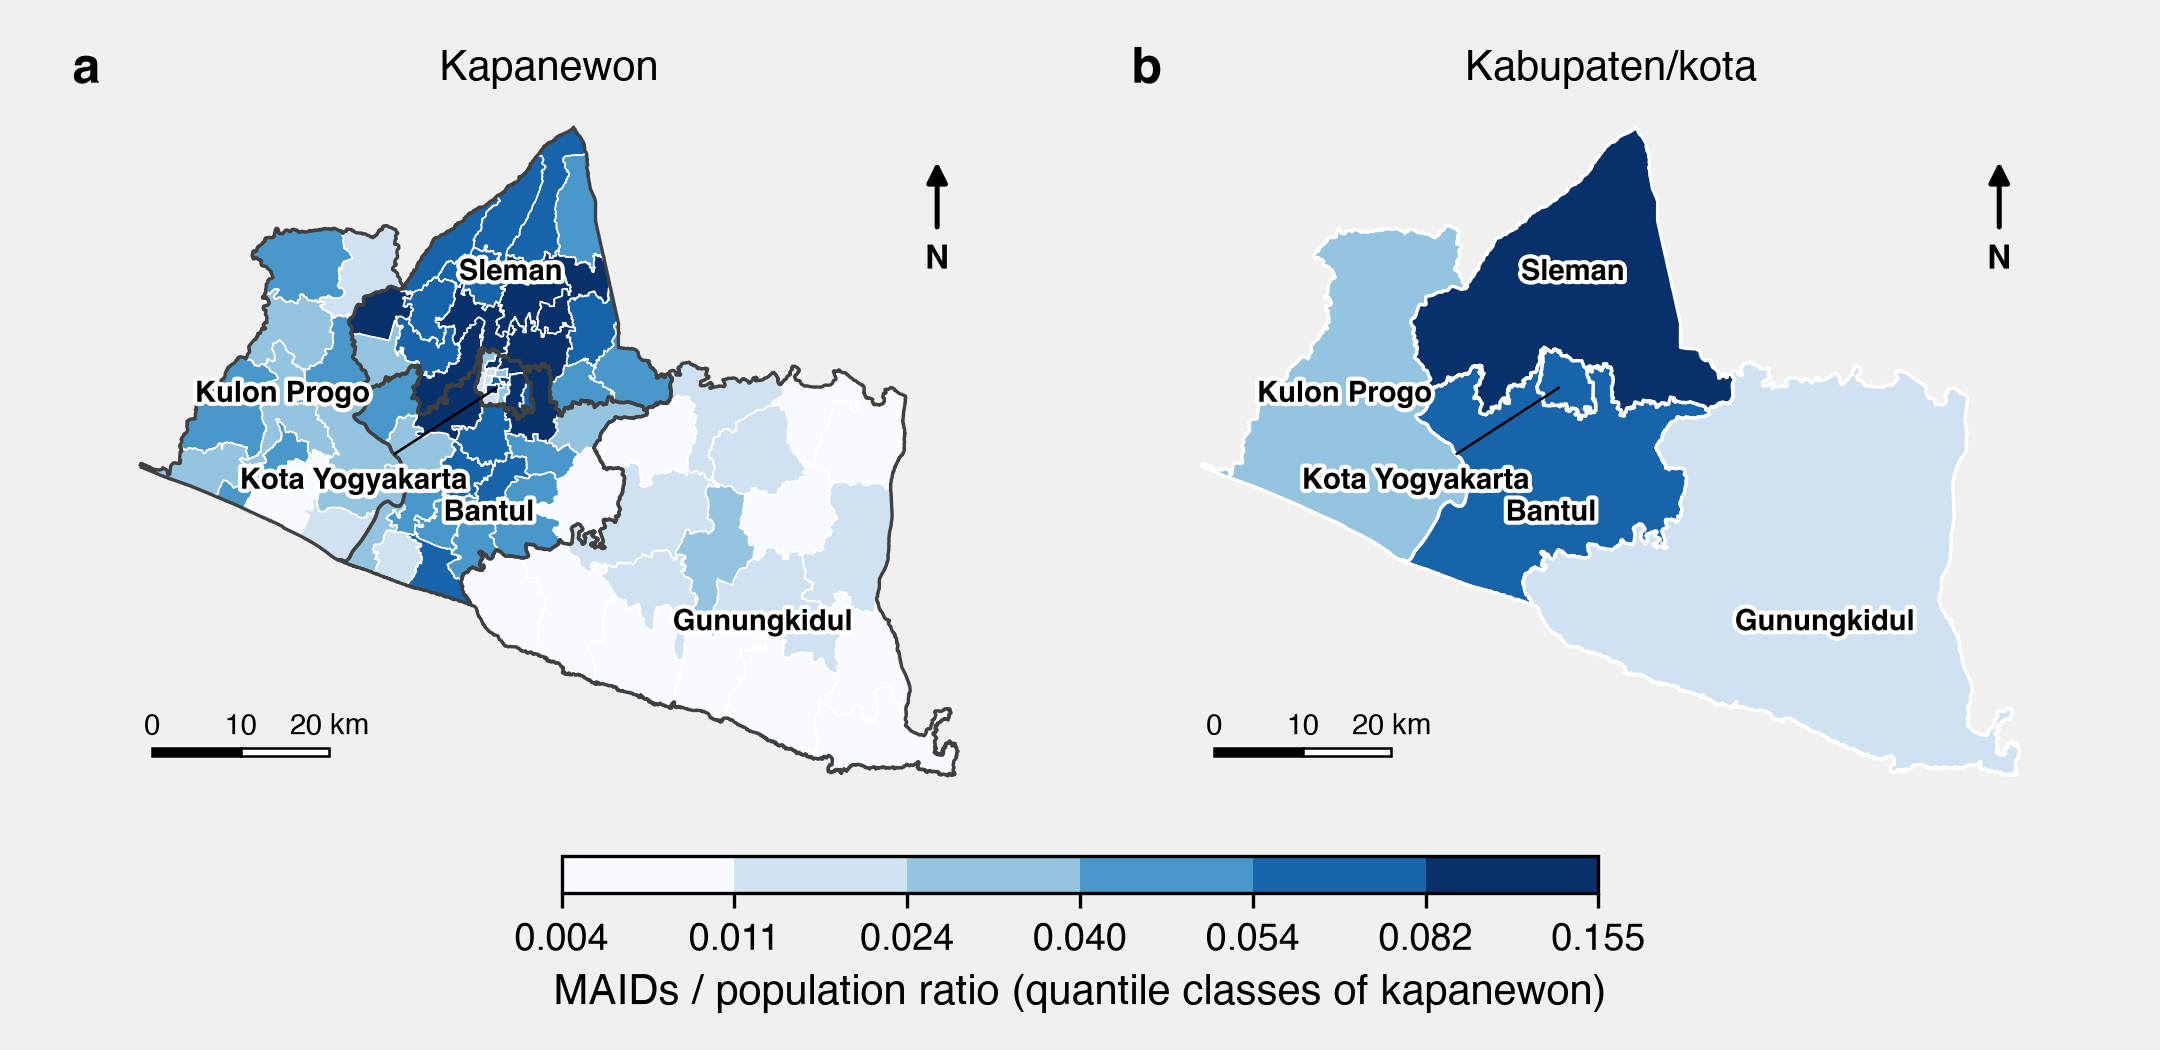 a
Kapanewon
N
Sleman
Kulon Progo
Kota Yogyakarta
Bantul
Gunungkidul
0 10 20 km
b
Kabupaten/kota
N
Sleman
Kulon Progo
Kota Yogyakarta
Bantul
Gunungkidul
0 10 20 km
0.004 0.011 0.024 0.040 0.054 0.082 0.155
MAIDs / population ratio (quantile classes of kapanewon)